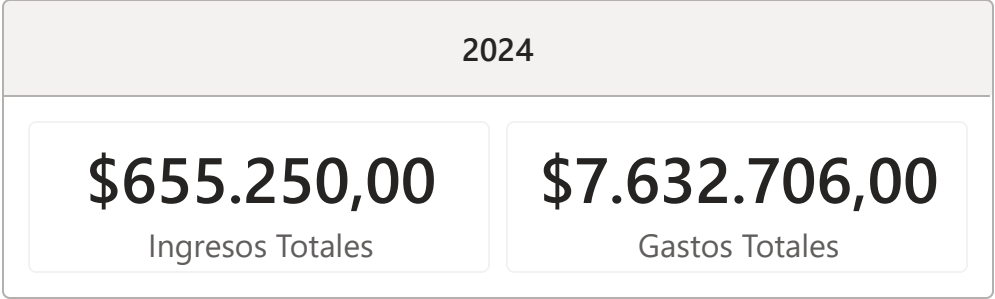 2024
$655.250,00
Ingresos Totales
$7.632.706,00
Gastos Totales